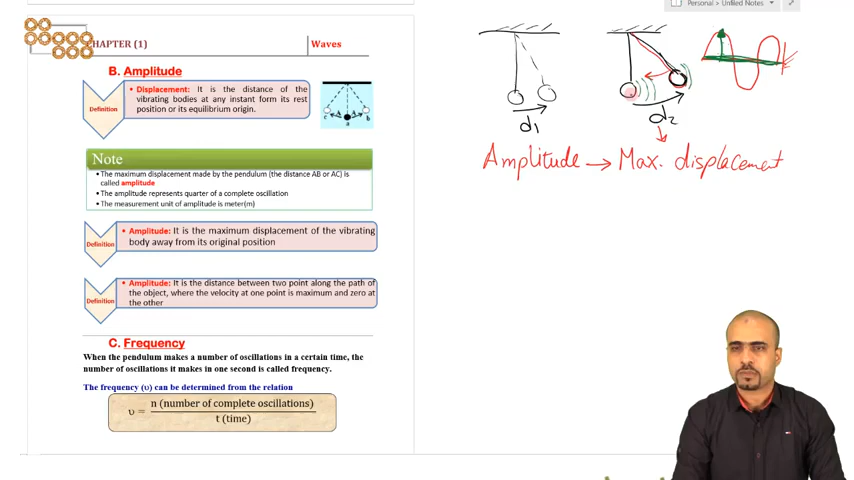 Personal > Unfiled Notes
CHAPTER (1)
Waves
B. Amplitude
Definition
• Displacement: It is the distance of the
vibrating bodies at any instant form its rest
position or its equilibrium origin.
A A
c a b
Note
•The maximum displacement made by the pendulum (the distance AB or AC) is
called amplitude
•The amplitude represents quarter of a complete oscillation
•The measurement unit of amplitude is meter(m)
Definition
• Amplitude: It is the maximum displacement of the vibrating
body away from its original position
Definition
• Amplitude: It is the distance between two point along the path of
the object, where the velocity at one point is maximum and zero at
the other
C. Frequency
When the pendulum makes a number of oscillations in a certain time, the
number of oscillations it makes in one second is called frequency.
The frequency (υ) can be determined from the relation
υ = n (number of complete oscillations)
t (time)
d1
d2
Amplitude → Max. displacement